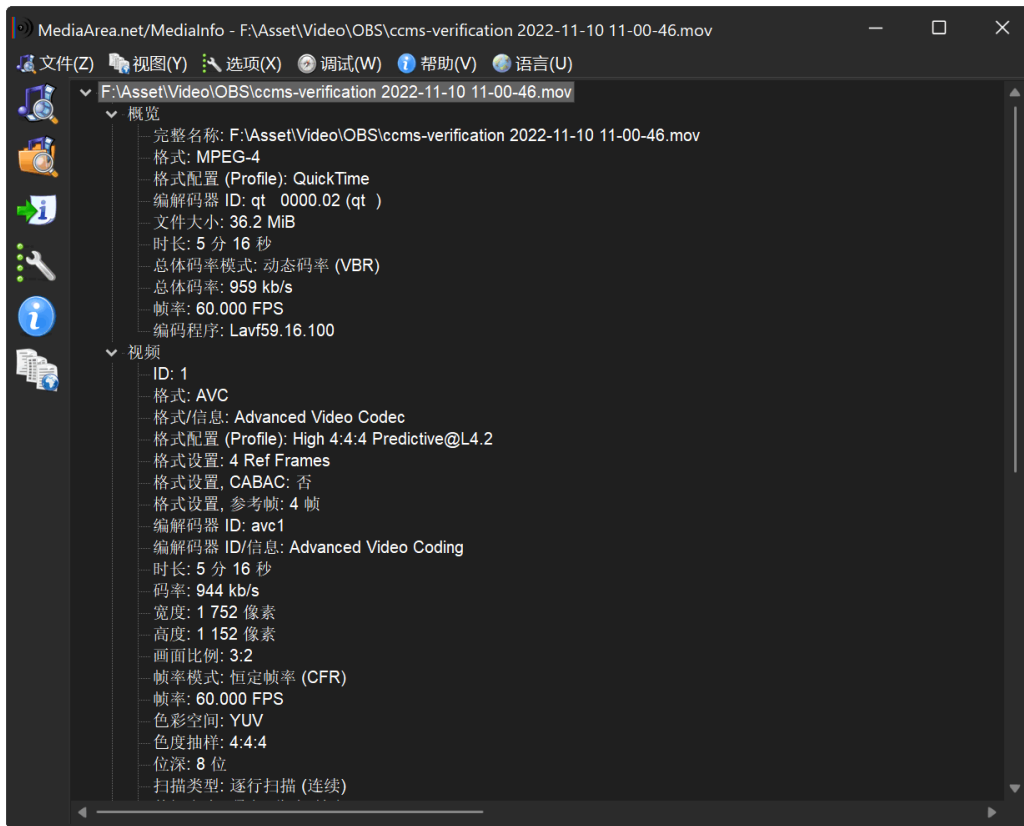 MediaArea.net/MediaInfo - F:\Asset\Video\OBS\ccms-verification 2022-11-10 11-00-46.mov
文件(Z) 视图(Y) 选项(X) 调试(W) 帮助(V) 语言(U)
F:\Asset\Video\OBS\ccms-verification 2022-11-10 11-00-46.mov
概览
完整名称: F:\Asset\Video\OBS\ccms-verification 2022-11-10 11-00-46.mov
格式: MPEG-4
格式配置 (Profile): QuickTime
编解码器 ID: qt   0000.02 (qt  )
文件大小: 36.2 MiB
时长: 5 分 16 秒
总体码率模式: 动态码率 (VBR)
总体码率: 959 kb/s
帧率: 60.000 FPS
编码程序: Lavf59.16.100
视频
ID: 1
格式: AVC
格式/信息: Advanced Video Codec
格式配置 (Profile): High 4:4:4 Predictive@L4.2
格式设置: 4 Ref Frames
格式设置, CABAC: 否
格式设置, 参考帧: 4 帧
编解码器 ID: avc1
编解码器 ID/信息: Advanced Video Coding
时长: 5 分 16 秒
码率: 944 kb/s
宽度: 1 752 像素
高度: 1 152 像素
画面比例: 3:2
帧率模式: 恒定帧率 (CFR)
帧率: 60.000 FPS
色彩空间: YUV
色度抽样: 4:4:4
位深: 8 位
扫描类型: 逐行扫描 (连续)